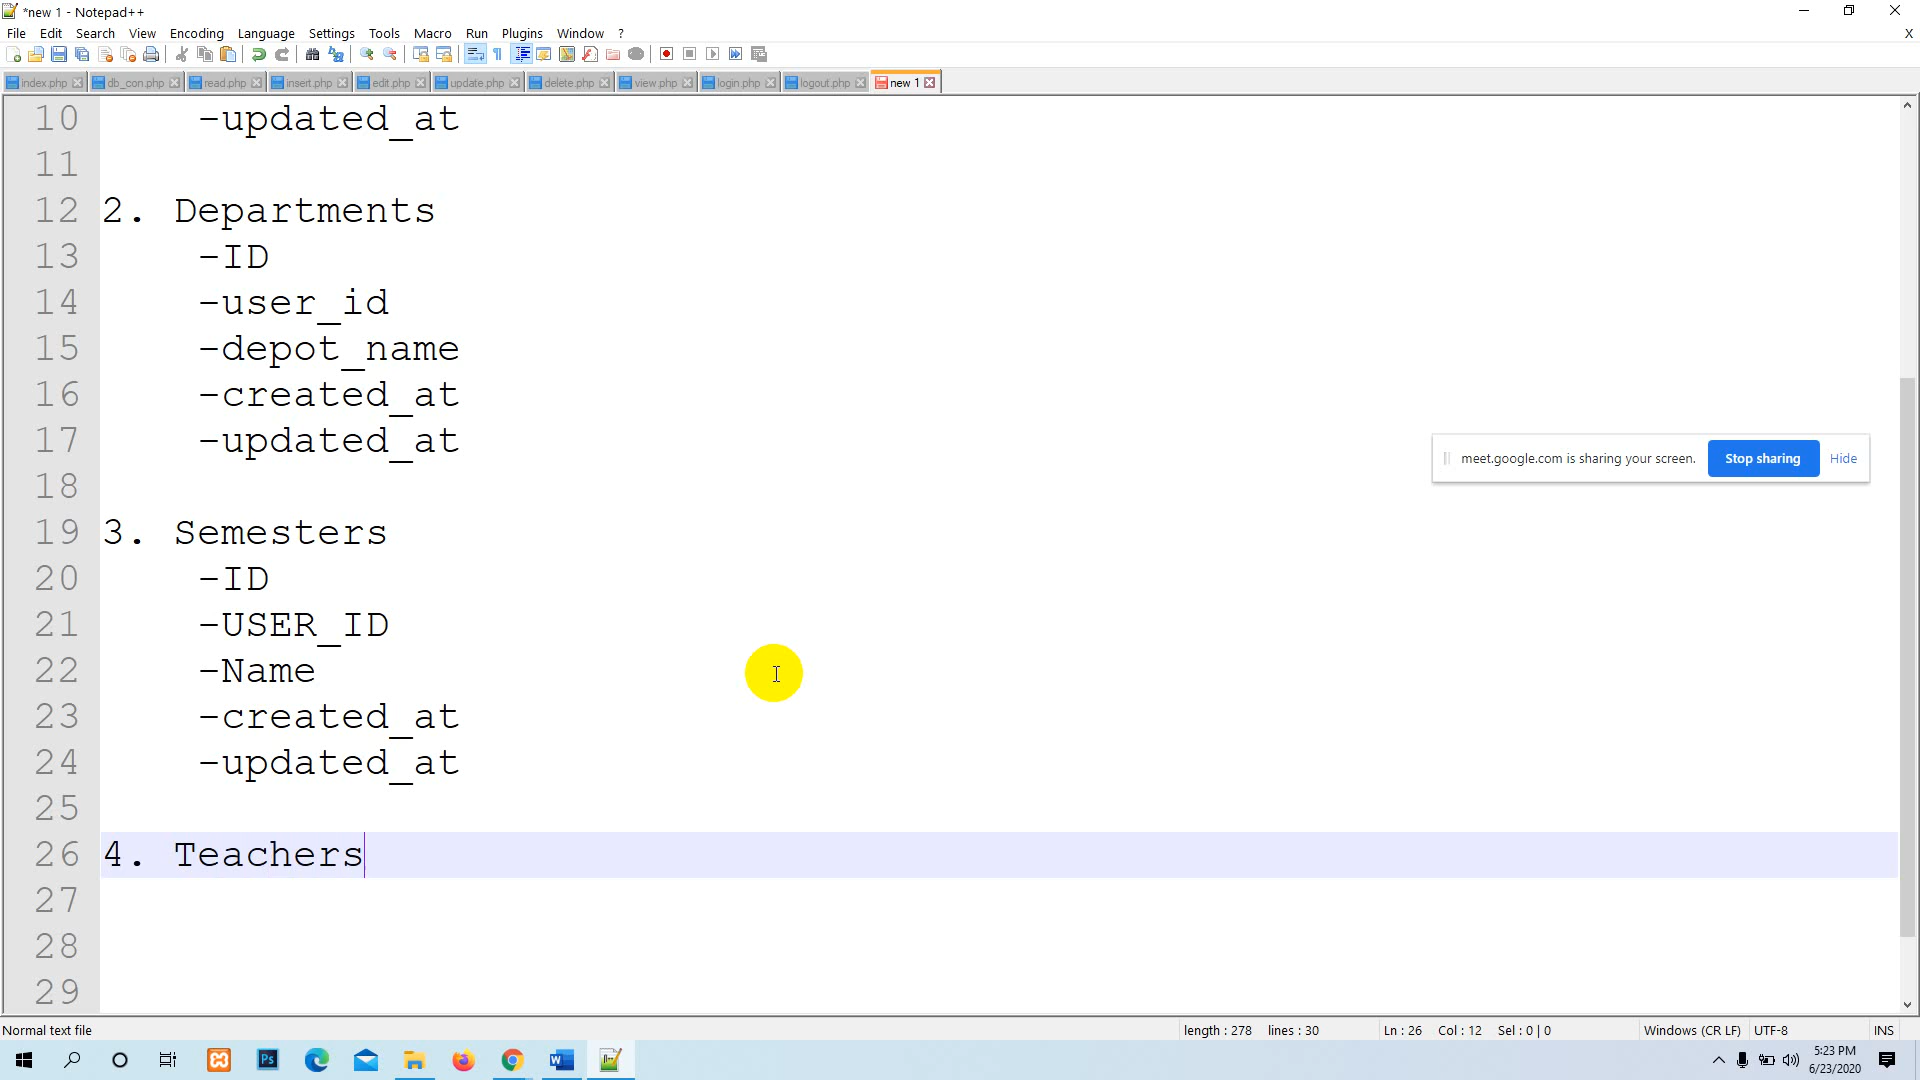 *new 1 - Notepad++
File Edit Search View Encoding Language Settings Tools Macro Run Plugins Window ? X
index.php db_con.php read.php insert.php edit.php update.php delete.php view.php login.php logout.php new 1
10 -updated_at
11
12 2. Departments
13 -ID
14 -user_id
15 -depot_name
16 -created_at
17 -updated_at
18
19 3. Semesters
20 -ID
21 -USER_ID
22 -Name
23 -created_at
24 -updated_at
25
26 4. Teachers
27
28
29
meet.google.com is sharing your screen. Stop sharing Hide
Normal text file length : 278 lines : 30 Ln : 26 Col : 12 Sel : 0 | 0 Windows (CR LF) UTF-8 INS
5:23 PM
6/23/2020